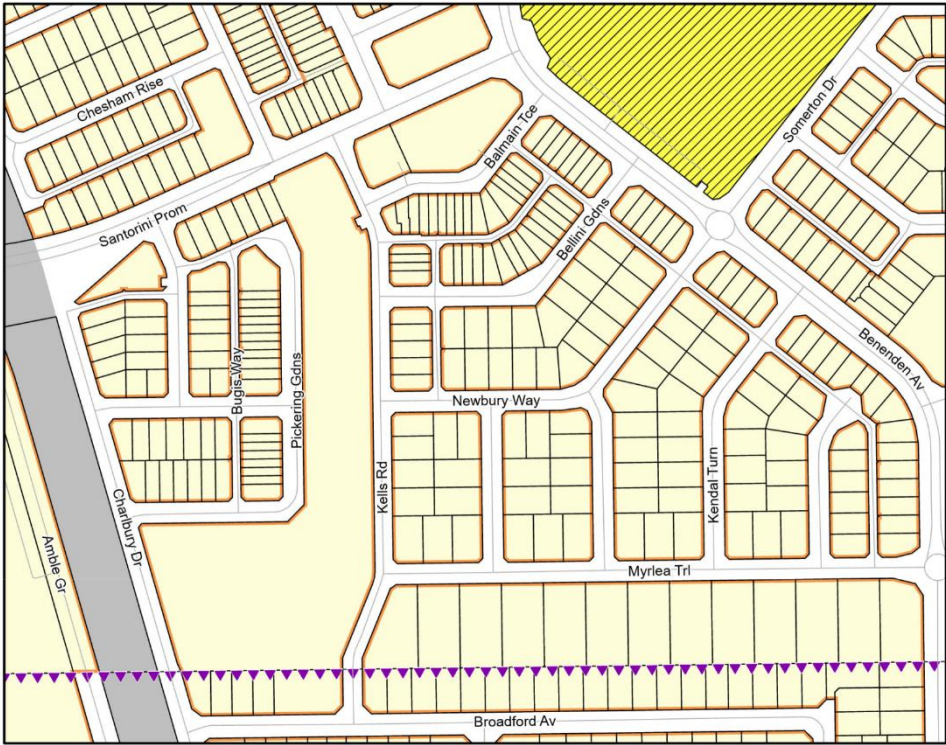 Chesham Rise
Somerton Dr
Balmain Tce
Santorini Prom
Bellini Gdns
Benenden Av
Bugis Way
Pickering Gdns
Newbury Way
Kells Rd
Kendal Turn
Charlbury Dr
Amble Gr
Myrlea Trl
Broadford Av